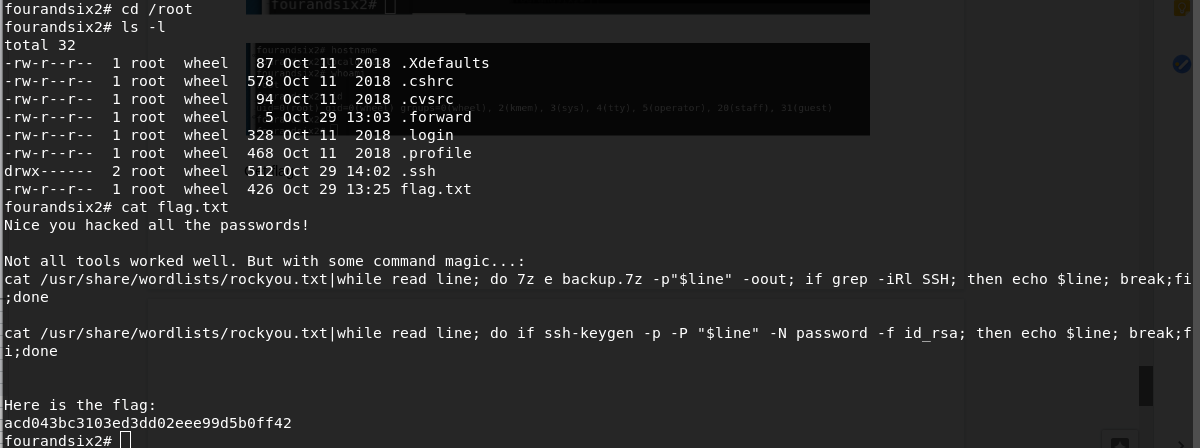 fourandsix2# cd /root
fourandsix2# ls -l
total 32
-rw-r--r--  1 root  wheel   87 Oct 11  2018 .Xdefaults
-rw-r--r--  1 root  wheel  578 Oct 11  2018 .cshrc
-rw-r--r--  1 root  wheel   94 Oct 11  2018 .cvsrc
-rw-r--r--  1 root  wheel    5 Oct 29 13:03 .forward
-rw-r--r--  1 root  wheel  328 Oct 11  2018 .login
-rw-r--r--  1 root  wheel  468 Oct 11  2018 .profile
drwx------  2 root  wheel  512 Oct 29 14:02 .ssh
-rw-r--r--  1 root  wheel  426 Oct 29 13:25 flag.txt
fourandsix2# cat flag.txt
Nice you hacked all the passwords!
Not all tools worked well. But with some command magic...:
cat /usr/share/wordlists/rockyou.txt|while read line; do 7z e backup.7z -p"$line" -oout; if grep -iRl SSH; then echo $line; break;fi
;done
cat /usr/share/wordlists/rockyou.txt|while read line; do if ssh-keygen -p -P "$line" -N password -f id_rsa; then echo $line; break;f
i;done
Here is the flag:
acd043bc3103ed3dd02eee99d5b0ff42
fourandsix2#